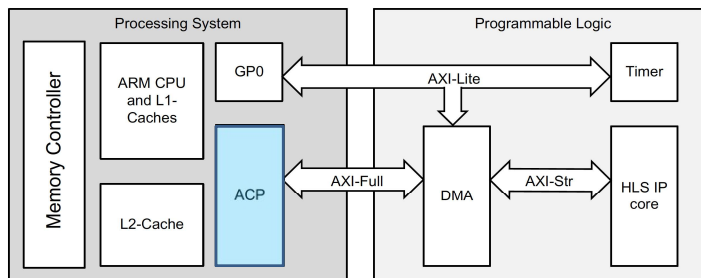 Processing System
Programmable Logic
Memory Controller
ARM CPU
and L1-
Caches
GP0
AXI-Lite
Timer
L2-Cache
ACP
AXI-Full
DMA
AXI-Str
HLS IP
core